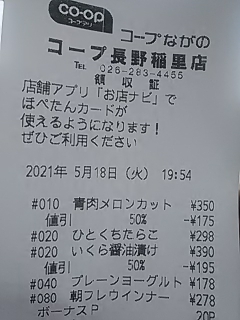 co-op
コープデリ
コープながの
コープ長野稲里店
TEL 026-283-4455
領収証
店舗アプリ「お店ナビ」で
ほぺたんカードが
使えるようになります！
ぜひご利用ください
2021年 5月18日（火） 19:54
#010 青肉メロンカット ¥350
値引 50% -¥175
#020 ひとくちたらこ ¥298
#020 いくら醤油漬け ¥390
値引 50% -¥195
#040 プレーンヨーグルト ¥178
#080 朝フレウインナー ¥278
ボーナスP 20P